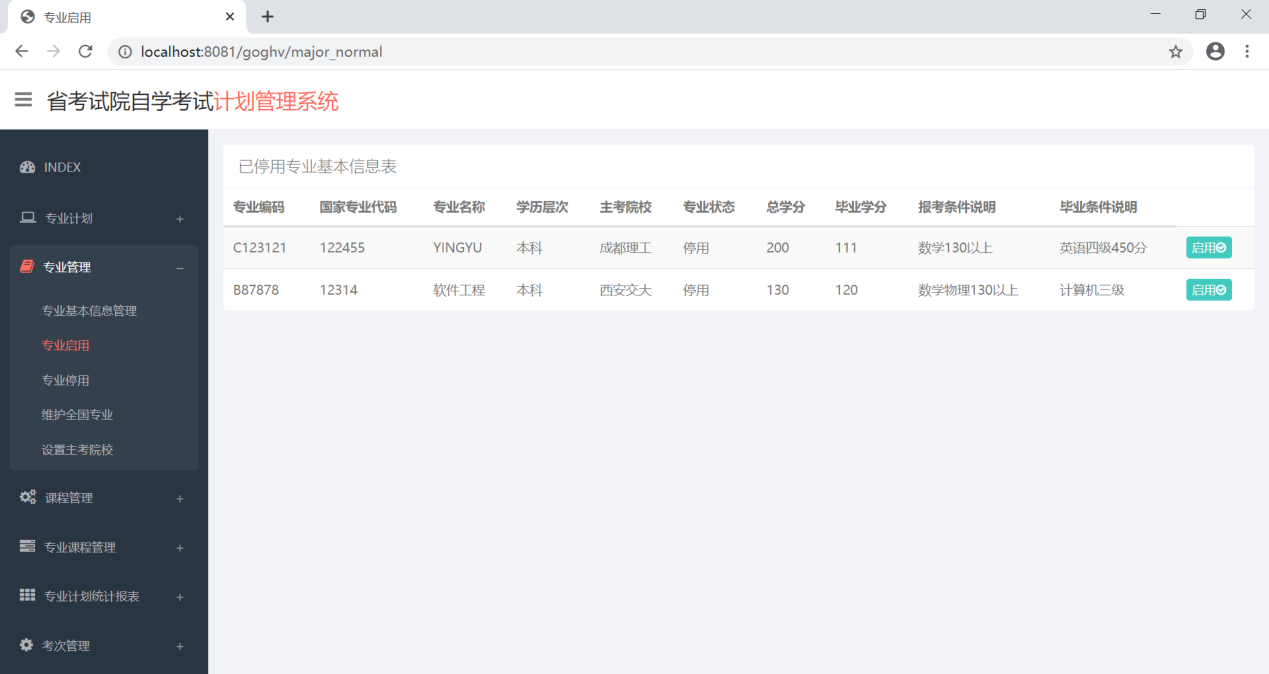 专业启用
localhost:8081/goghv/major_normal
省考试院自学考试计划管理系统
INDEX
专业计划 +
专业管理 −
专业基本信息管理
专业启用
专业停用
维护全国专业
设置主考院校
课程管理 +
专业课程管理 +
专业计划统计报表 +
考次管理 +
已停用专业基本信息表
专业编码 国家专业代码 专业名称 学历层次 主考院校 专业状态 总学分 毕业学分 报考条件说明 毕业条件说明
C123121 122455 YINGYU 本科 成都理工 停用 200 111 数学130以上 英语四级450分 启用
B87878 12314 软件工程 本科 西安交大 停用 130 120 数学物理130以上 计算机三级 启用